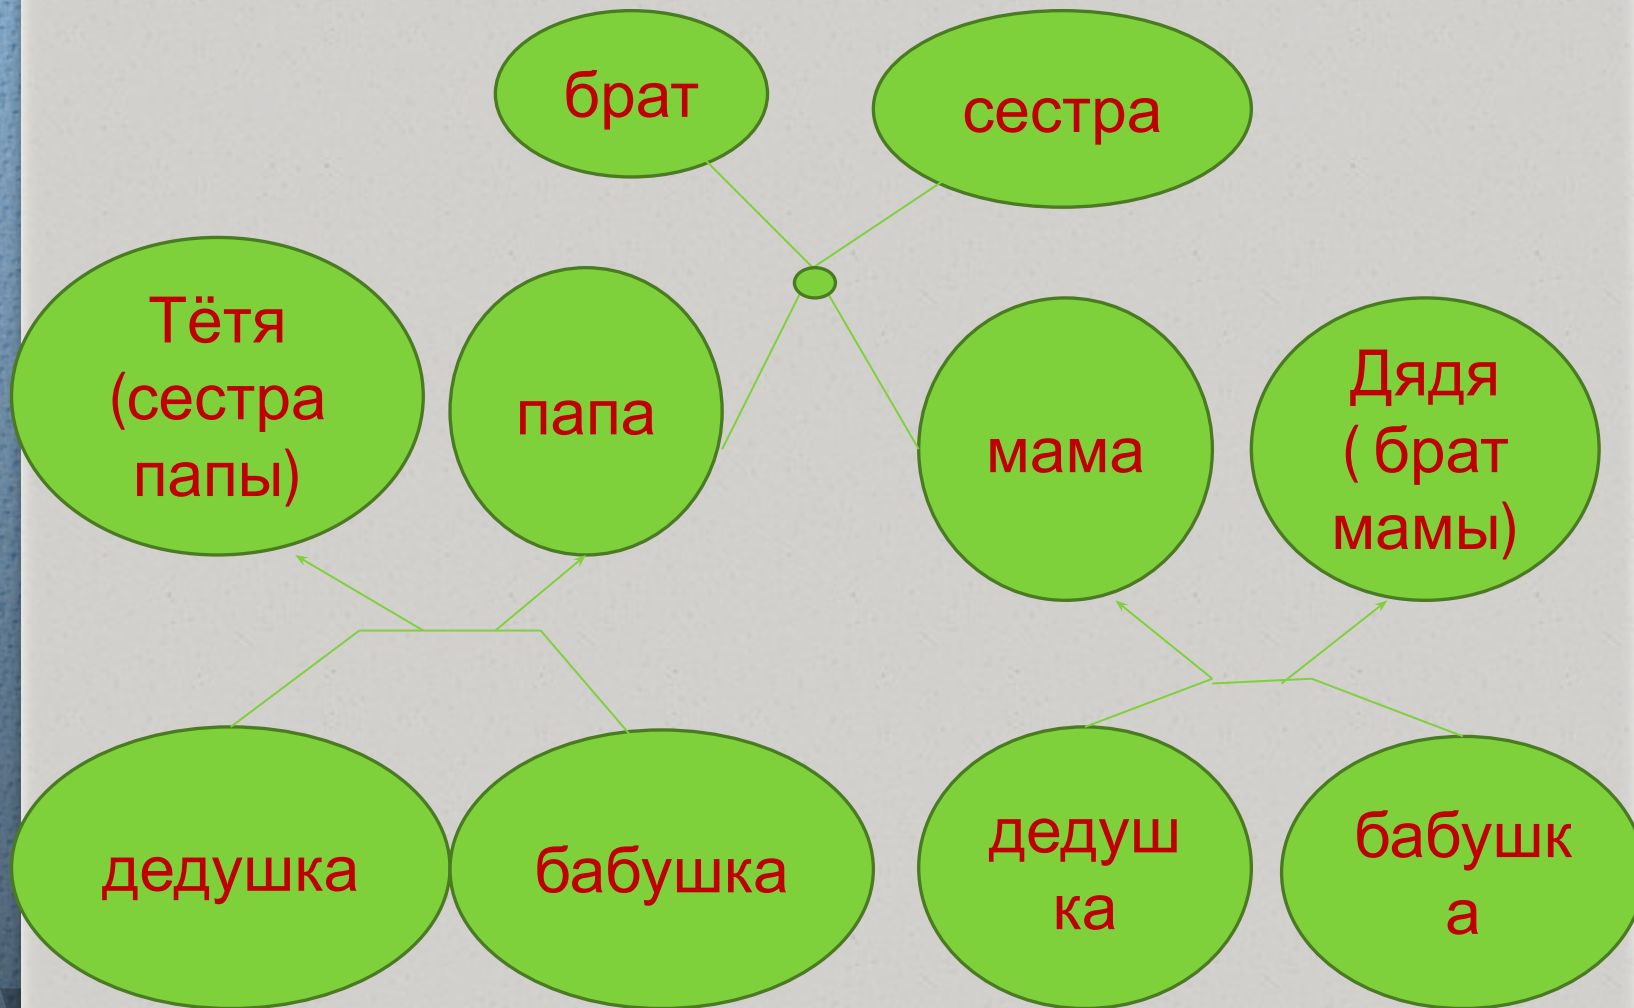 брат
сестра
Тётя
(сестра
папы)
папа
мама
Дядя
( брат
мамы)
дедушка
бабушка
дедуш
ка
бабушк
а